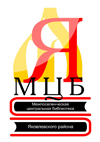 Я
МЦБ
Межпоселенческая
центральная библиотека
Яковлевского района